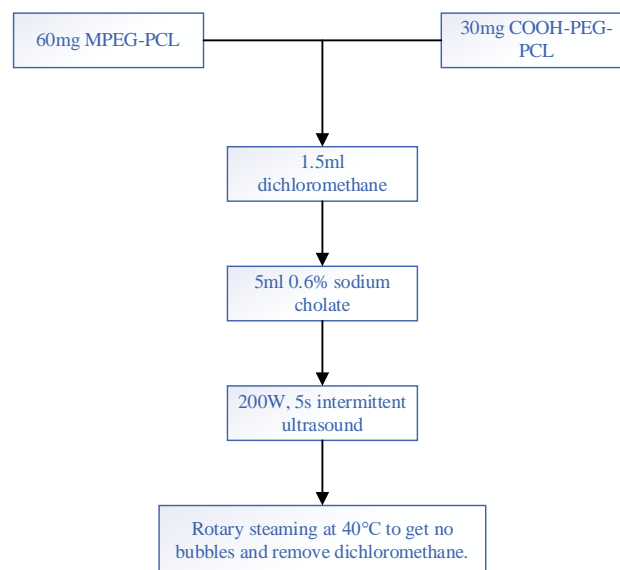 60mg MPEG-PCL
30mg COOH-PEG-
PCL
1.5ml
dichloromethane
5ml 0.6% sodium
cholate
200W, 5s intermittent
ultrasound
Rotary steaming at 40°C to get no
bubbles and remove dichloromethane.